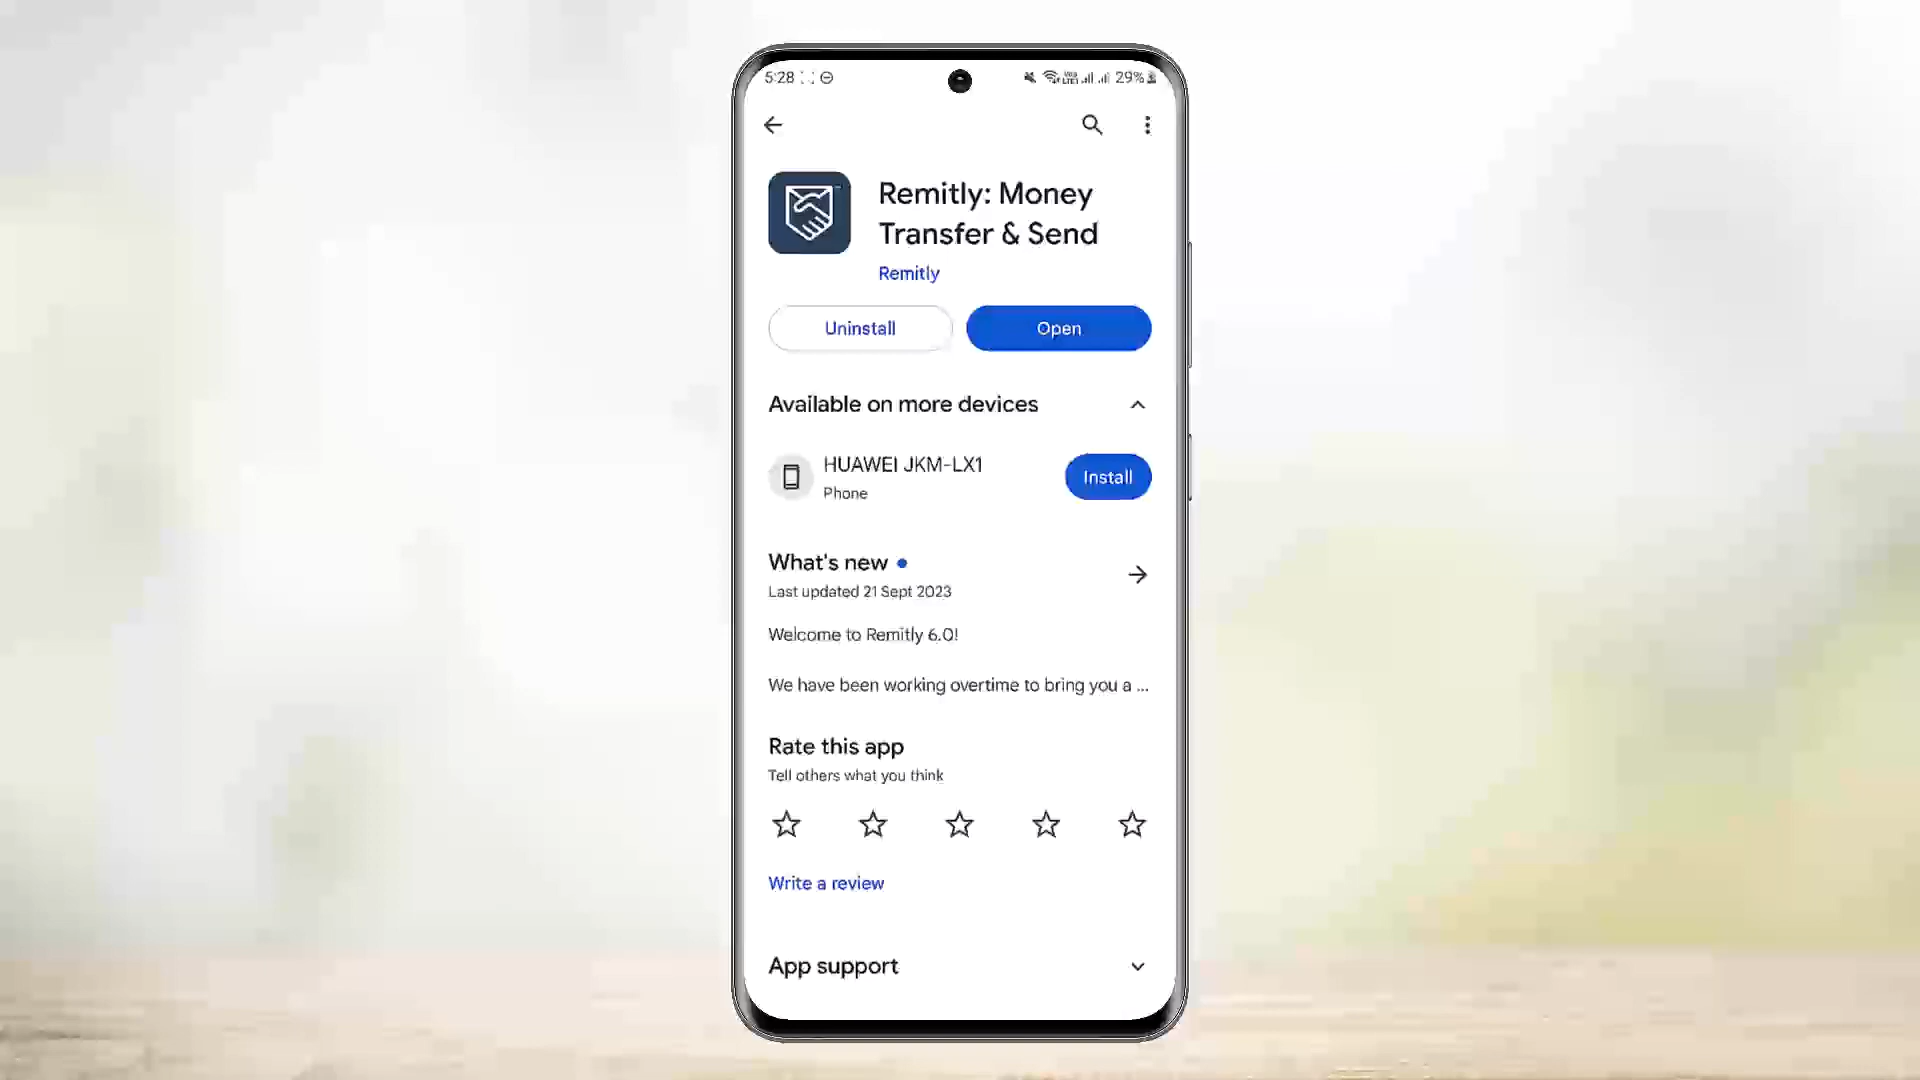 5:28
29%
Remitly: Money
Transfer & Send
Remitly
Uninstall
Open
Available on more devices
HUAWEI JKM-LX1
Phone
Install
What's new
Last updated 21 Sept 2023
Welcome to Remitly 6.0!
We have been working overtime to bring you a ...
Rate this app
Tell others what you think
Write a review
App support